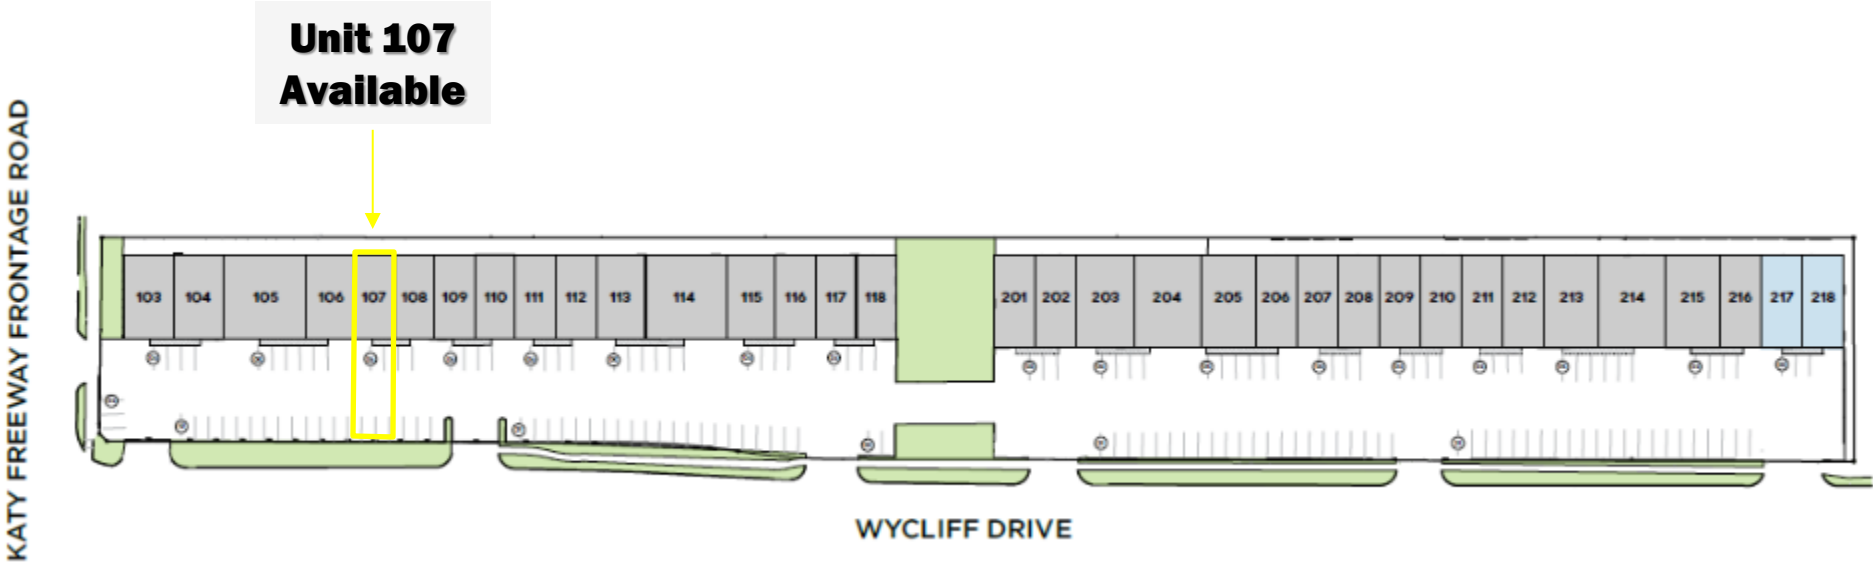 Unit 107
Available
KATY FREEWAY FRONTAGE ROAD
103 104 105 106 107 108 109 110 111 112 113 114 115 116 117 118 201 202 203 204 205 206 207 208 209 210 211 212 213 214 215 216 217 218
WYCLIFF DRIVE